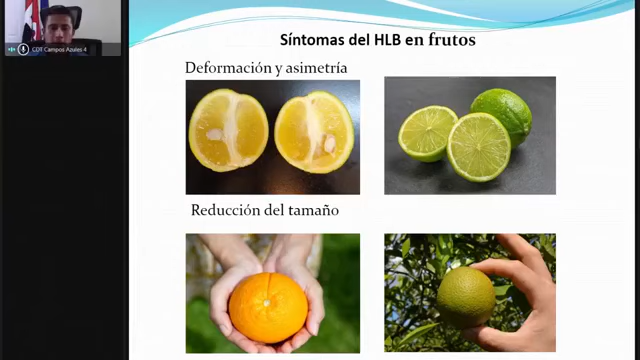 Síntomas del HLB en frutos
CDT Campos Azules 4
Deformación y asimetría
Reducción del tamaño